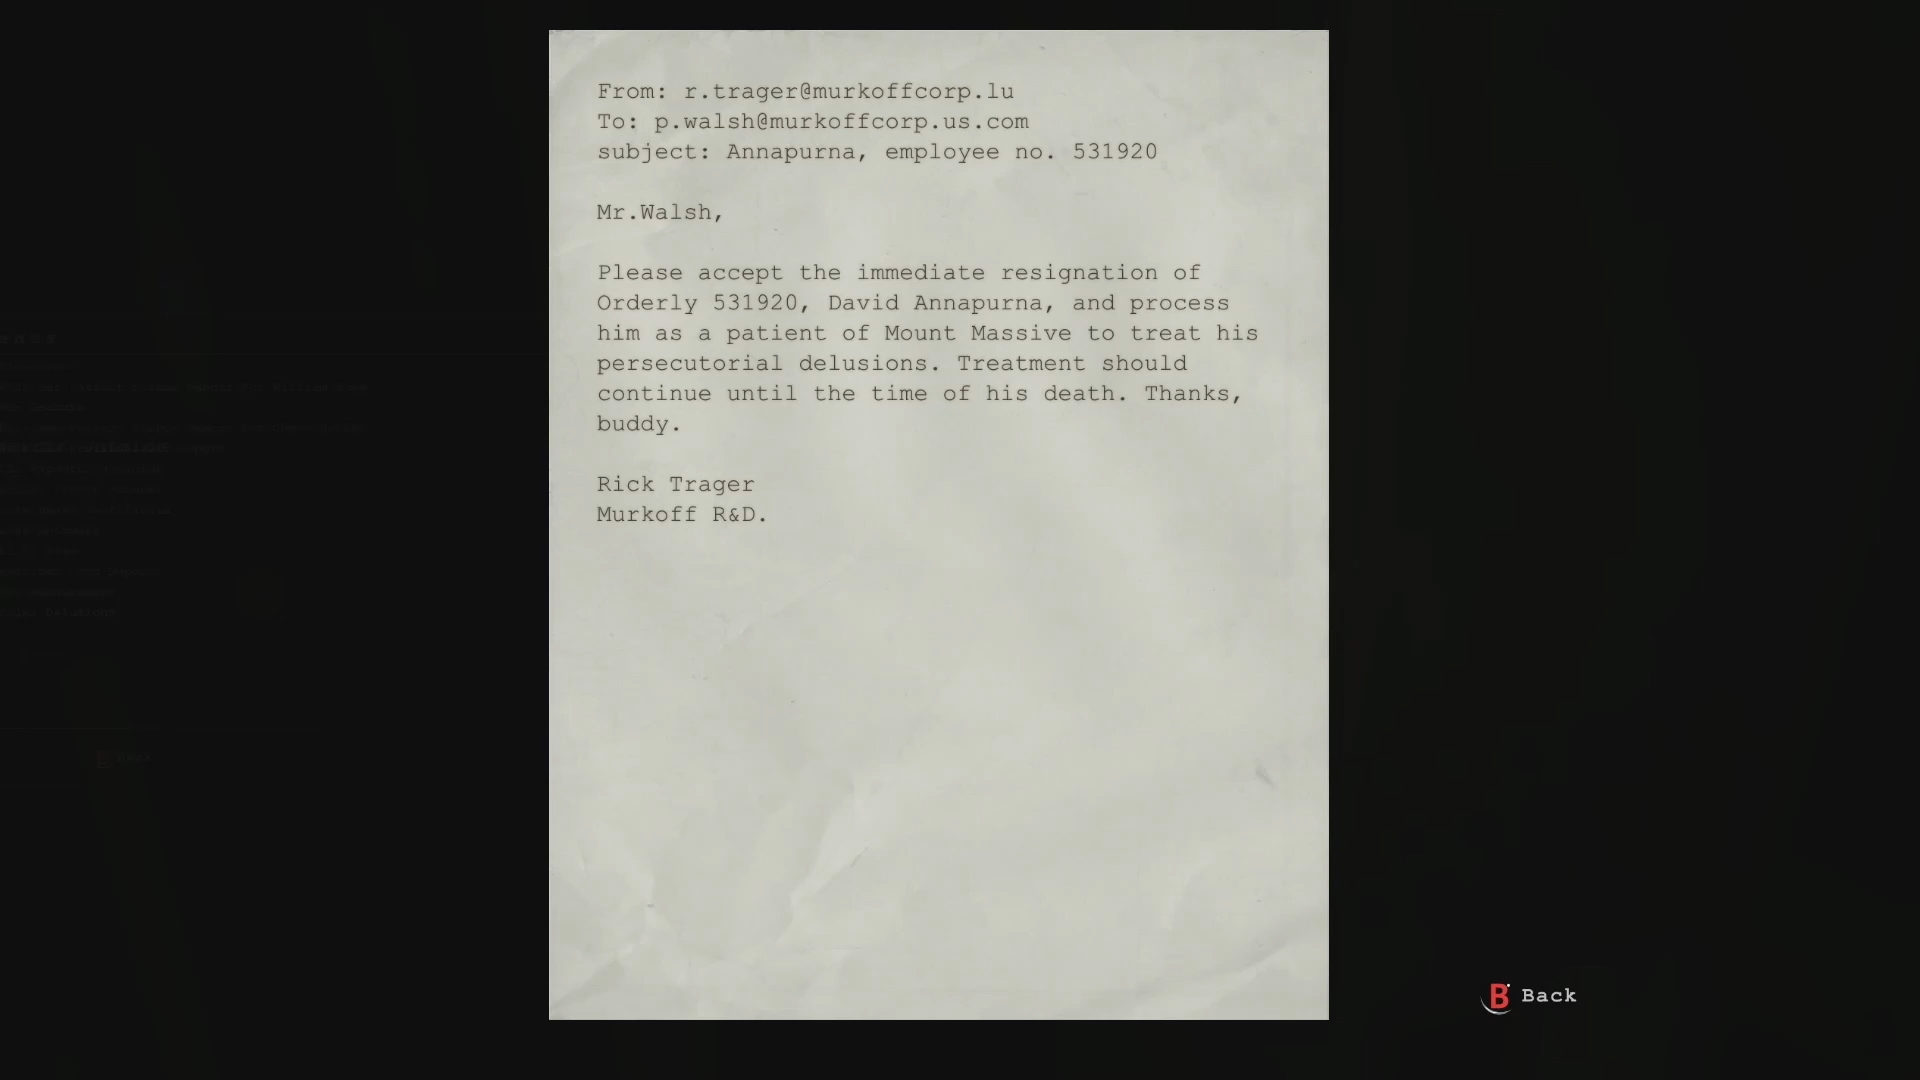 From: r.trager@murkoffcorp.lu
To: p.walsh@murkoffcorp.us.com
subject: Annapurna, employee no. 531920
Mr.Walsh,
Please accept the immediate resignation of
Orderly 531920, David Annapurna, and process
him as a patient of Mount Massive to treat his
persecutorial delusions. Treatment should
continue until the time of his death. Thanks,
buddy.
Rick Trager
Murkoff R&D.
B Back